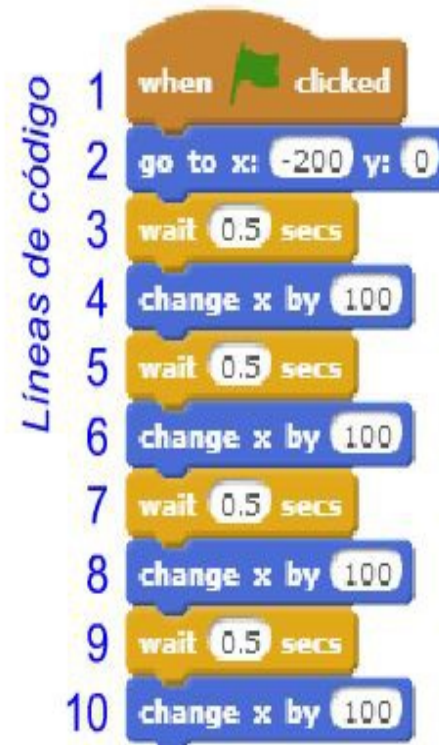 Líneas de código
1 when clicked
2 go to x: -200 y: 0
3 wait 0.5 secs
4 change x by 100
5 wait 0.5 secs
6 change x by 100
7 wait 0.5 secs
8 change x by 100
9 wait 0.5 secs
10 change x by 100